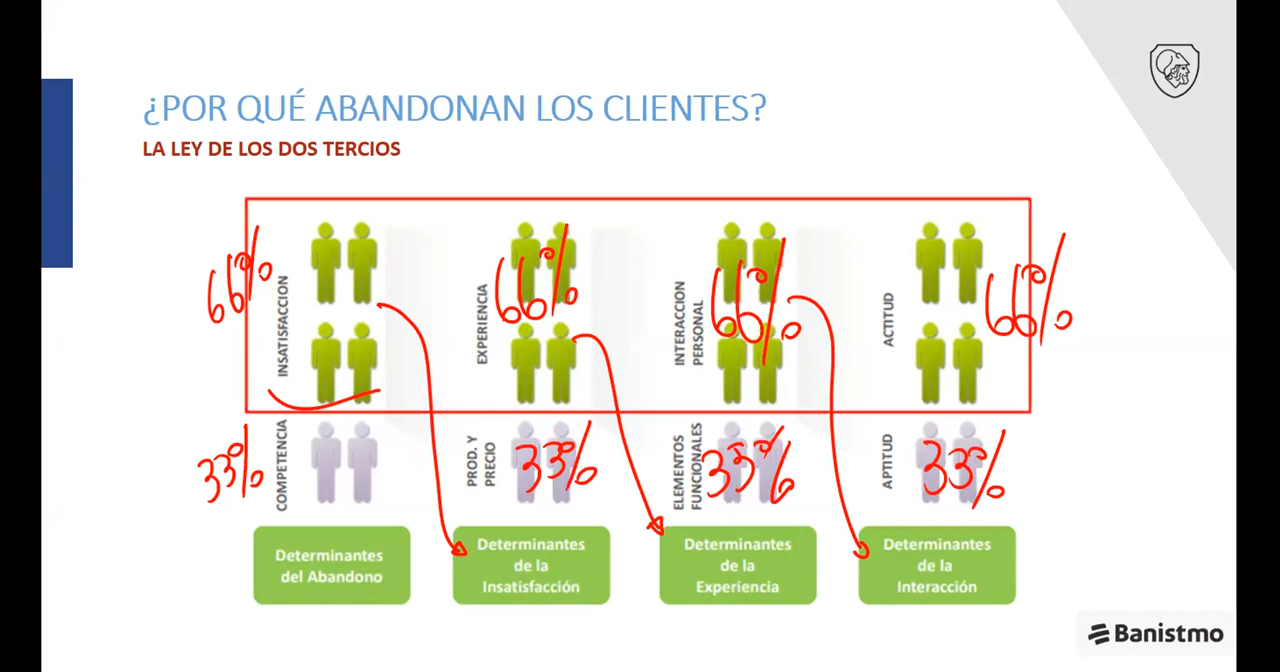 ¿POR QUÉ ABANDONAN LOS CLIENTES?
LA LEY DE LOS DOS TERCIOS
66%
INSATISFACCION
EXPERIENCIA
66%
INTERACCION
PERSONAL
66%
ACTITUD
66%
33%
COMPETENCIA
PROD. Y
PRECIO
33%
ELEMENTOS
FUNCIONALES
33%
APTITUD
33%
Determinantes
del Abandono
Determinantes
de la
Insatisfacción
Determinantes
de la
Experiencia
Determinantes
de la
Interacción
Banistmo